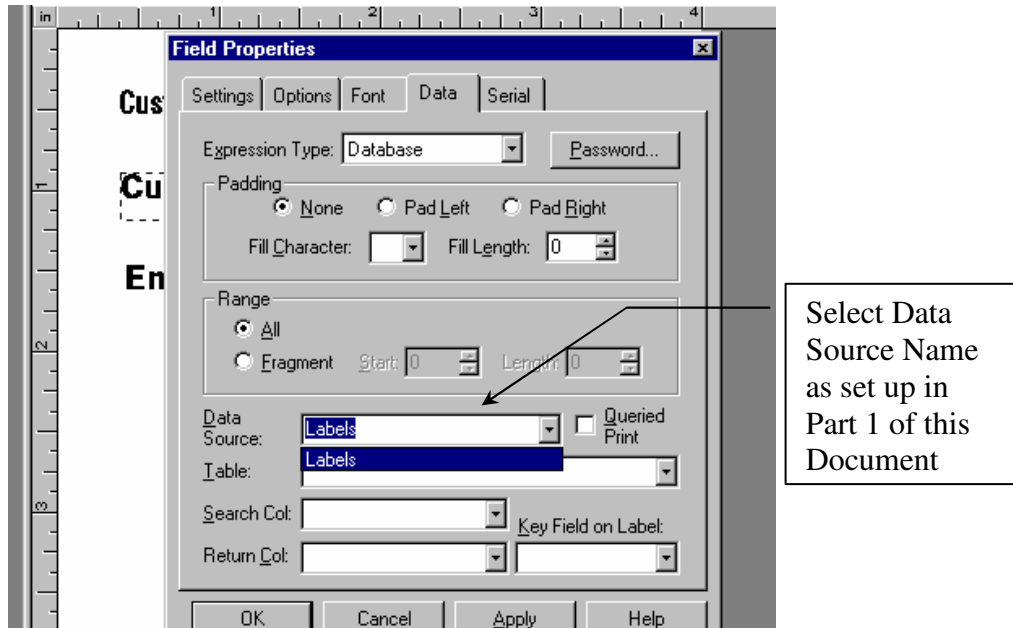 in 1 2 3 4
Field Properties
Cus
Settings Options Font Data Serial
Expression Type: Database Password...
Cu
Padding
None Pad Left Pad Right
Fill Character: Fill Length: 0
En
Range
All
Fragment Start: 0 Length: 0
Select Data
Source Name
as set up in
Part 1 of this
Document
Data
Source:
Labels
Queried
Print
Labels
Table:
Search Col:
Key Field on Label:
Return Col:
OK Cancel Apply Help
1
2
3